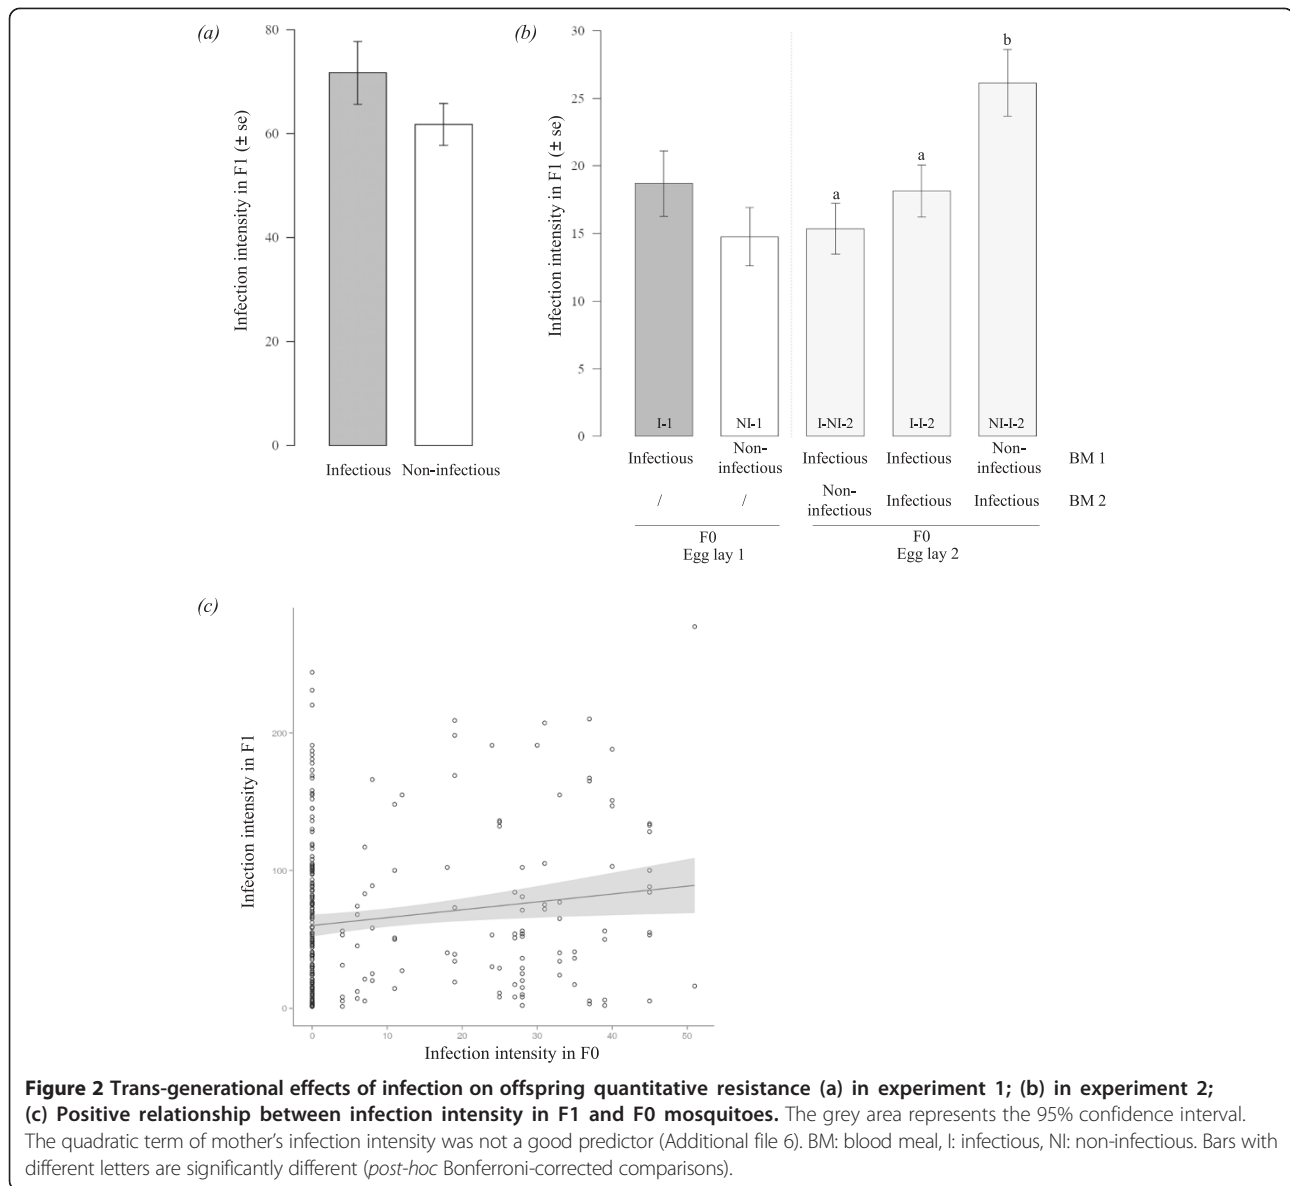 (a)
80
60
40
20
0
Infection intensity in F1 (± se)
Infectious Non-infectious
(b)
30
25
20
15
10
5
0
Infection intensity in F1 (± se)
a
a
b
I-1 NI-1 I-NI-2 I-I-2 NI-I-2
Infectious Non-infectious Infectious Infectious Non-infectious BM 1
/ / Non-infectious Infectious Infectious BM 2
F0 F0
Egg lay 1 Egg lay 2
(c)
200
100
0
Infection intensity in F1
0 10 20 30 40 50
Infection intensity in F0
Figure 2 Trans-generational effects of infection on offspring quantitative resistance (a) in experiment 1; (b) in experiment 2;
(c) Positive relationship between infection intensity in F1 and F0 mosquitoes. The grey area represents the 95% confidence interval.
The quadratic term of mother's infection intensity was not a good predictor (Additional file 6). BM: blood meal, I: infectious, NI: non-infectious. Bars with
different letters are significantly different (post-hoc Bonferroni-corrected comparisons).